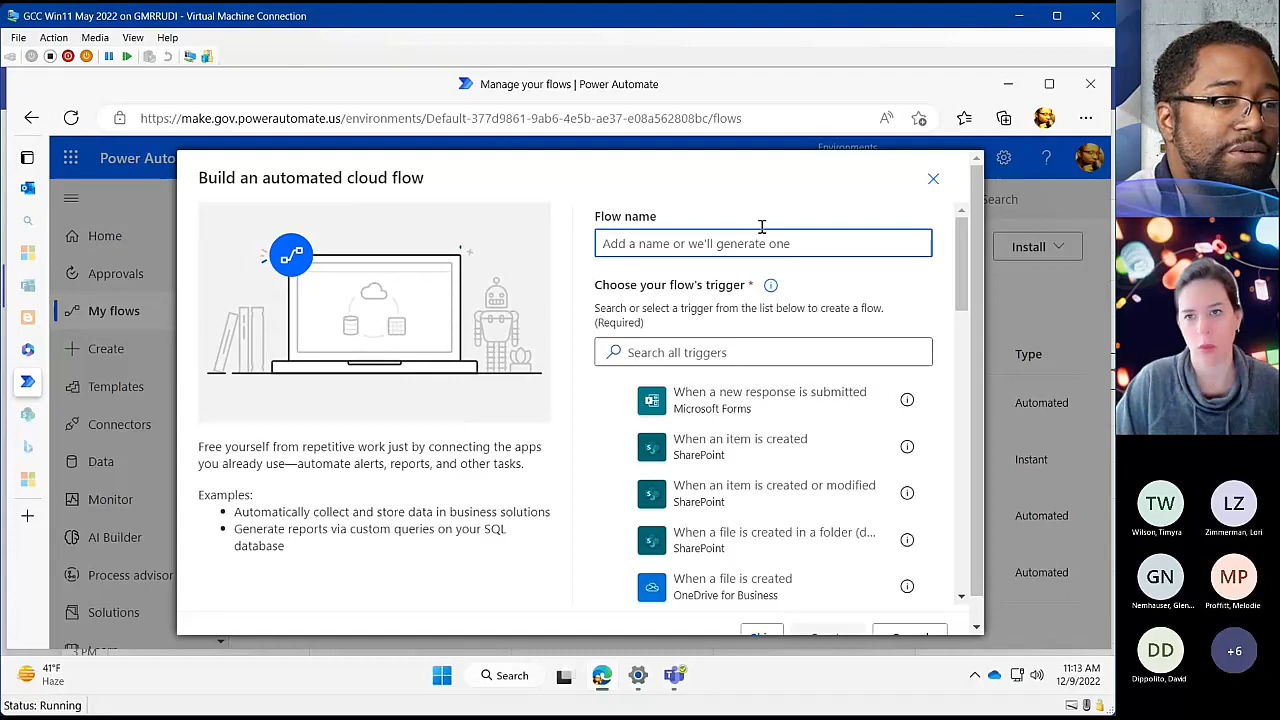 GCC Win11 May 2022 on GMRRUDI - Virtual Machine Connection
File Action Media View Help
Manage your flows | Power Automate
https://make.gov.powerautomate.us/environments/Default-377d9861-9ab6-4e5b-ae37-e08a562808bc/flows
Power Auto
Environments
Search
Install
Home
Approvals
My flows
Create
Templates
Connectors
Data
Monitor
AI Builder
Process advisor
Solutions
Type
Automated
Instant
Automated
Automated
Build an automated cloud flow
Free yourself from repetitive work just by connecting the apps
you already use—automate alerts, reports, and other tasks.
Examples:
Automatically collect and store data in business solutions
Generate reports via custom queries on your SQL
database
Flow name
Add a name or we'll generate one
Choose your flow's trigger *
Search or select a trigger from the list below to create a flow.
(Required)
Search all triggers
When a new response is submitted
Microsoft Forms
When an item is created
SharePoint
When an item is created or modified
SharePoint
When a file is created in a folder (d...
SharePoint
When a file is created
OneDrive for Business
41°F
Haze
Search
11:13 AM
12/9/2022
Status: Running
TW
Wilson, Timyra
LZ
Zimmerman, Lori
GN
Nemhauser, Glen...
MP
Proffitt, Melodie
DD
Dippolito, David
+6